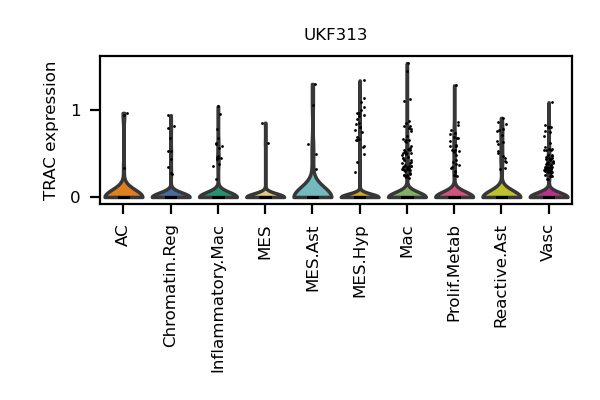 UKF313
TRAC expression
1
0
AC
Chromatin.Reg
Inflammatory.Mac
MES
MES.Ast
MES.Hyp
Mac
Prolif.Metab
Reactive.Ast
Vasc